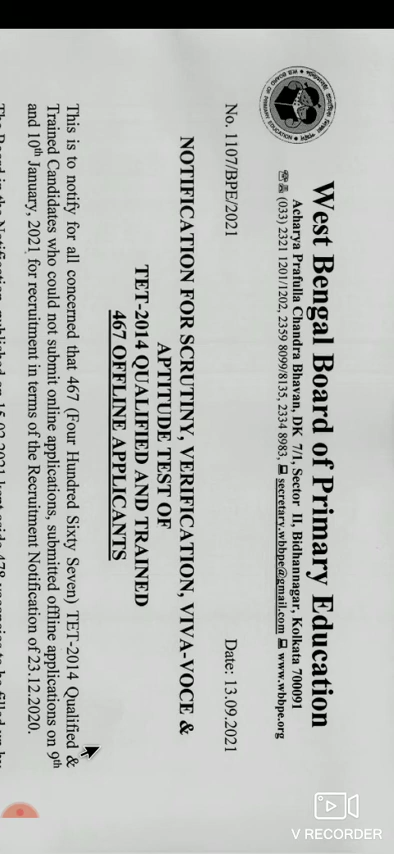 West Bengal Board of Primary Education
Acharya Prafulla Chandra Bhavan, DK 7/1, Sector II, Bidhannagar, Kolkata 700091
(033) 2321 1201/1202, 2359 8099/8135, 2334 8983, secretary.wbbpe@gmail.com www.wbbpe.org
No. 1107/BPE/2021 Date: 13.09.2021
NOTIFICATION FOR SCRUTINY, VERIFICATION, VIVA-VOCE &
APTITUDE TEST OF
TET-2014 QUALIFIED AND TRAINED
467 OFFLINE APPLICANTS
This is to notify for all concerned that 467 (Four Hundred Sixty Seven) TET-2014 Qualified &
Trained Candidates who could not submit online applications, submitted offline applications on 9th
and 10th January, 2021 for recruitment in terms of the Recruitment Notification of 23.12.2020.
V RECORDER